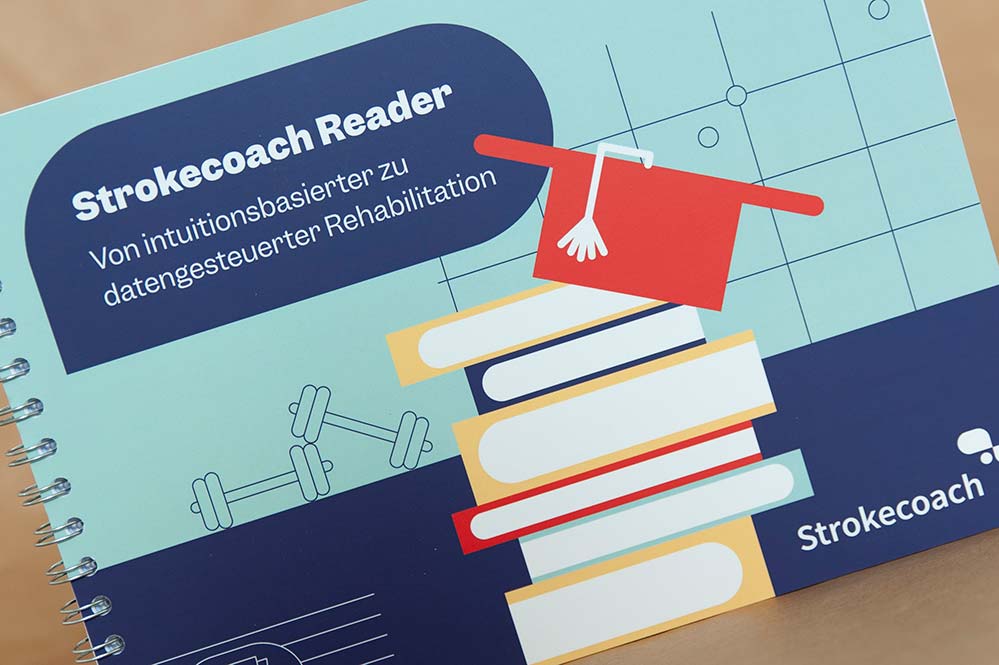 Strokecoach Reader
Von intuitionsbasierter zu
datengesteuerter Rehabilitation
Strokecoach